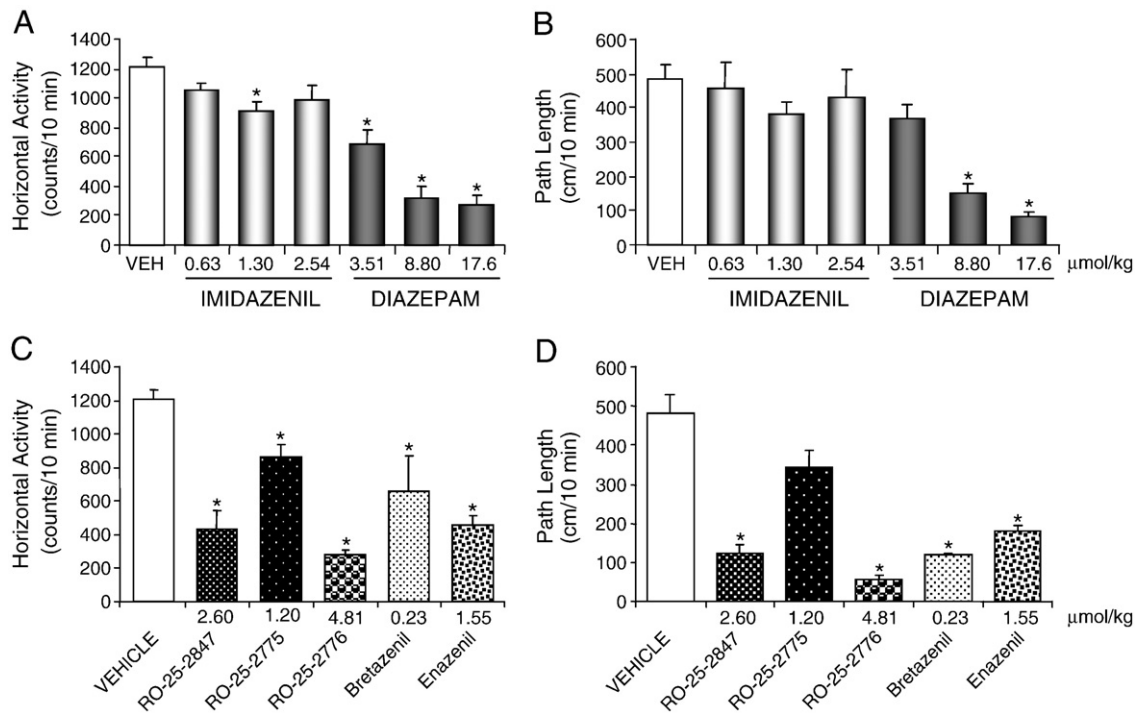 A
Horizontal Activity
(counts/10 min)
1400
1200
1000
800
600
400
200
0
*
*
*
*
VEH
0.63
1.30
2.54
3.51
8.80
17.6
IMIDAZENIL
DIAZEPAM
B
Path Length
(cm/10 min)
600
500
400
300
200
100
0
*
*
VEH
0.63
1.30
2.54
3.51
8.80
17.6
μmol/kg
IMIDAZENIL
DIAZEPAM
C
Horizontal Activity
(counts/10 min)
1400
1200
1000
800
600
400
200
0
*
*
*
*
*
2.60
1.20
4.81
0.23
1.55
VEHICLE
RO-25-2847
RO-25-2775
RO-25-2776
Bretazenil
Enazenil
D
Path Length
(cm/10 min)
600
500
400
300
200
100
0
*
*
*
*
2.60
1.20
4.81
0.23
1.55
μmol/kg
VEHICLE
RO-25-2847
RO-25-2775
RO-25-2776
Bretazenil
Enazenil